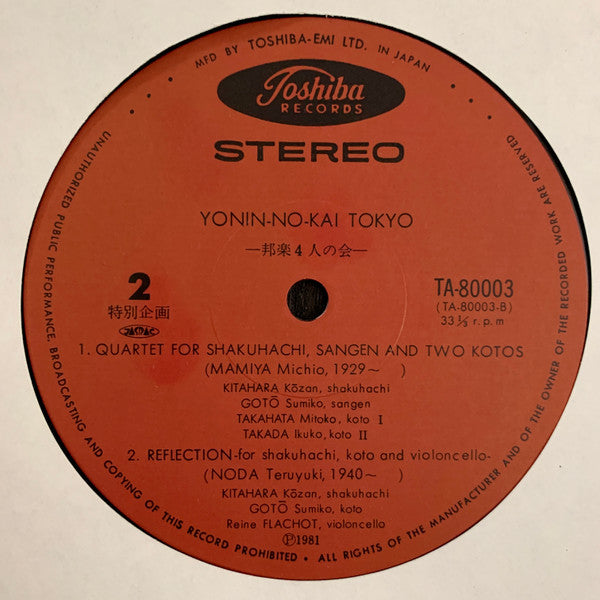 MFD BY TOSHIBA-EMI LTD. IN JAPAN
Toshiba
RECORDS
STEREO
YONIN-NO-KAI TOKYO
—邦楽4人の会—
2
特別企画
JASRAC
TA-80003
(TA-80003-B)
33⅓ r.p.m
1. QUARTET FOR SHAKUHACHI, SANGEN AND TWO KOTOS
(MAMIYA Michio, 1929~ )
KITAHARA Kōzan, shakuhachi
GOTŌ Sumiko, sangen
TAKAHATA Mitoko, koto I
TAKADA Ikuko, koto II
2. REFLECTION-for shakuhachi, koto and violoncello-
(NODA Teruyuki, 1940~ )
KITAHARA Kōzan, shakuhachi
GOTŌ Sumiko, koto
Reine FLACHOT, violoncello
Ⓟ1981
UNAUTHORIZED PUBLIC PERFORMANCE, BROADCASTING AND COPYING OF THIS RECORD PROHIBITED • ALL RIGHTS OF THE MANUFACTURER AND OF THE OWNER OF THE RECORDED WORK ARE RESERVED